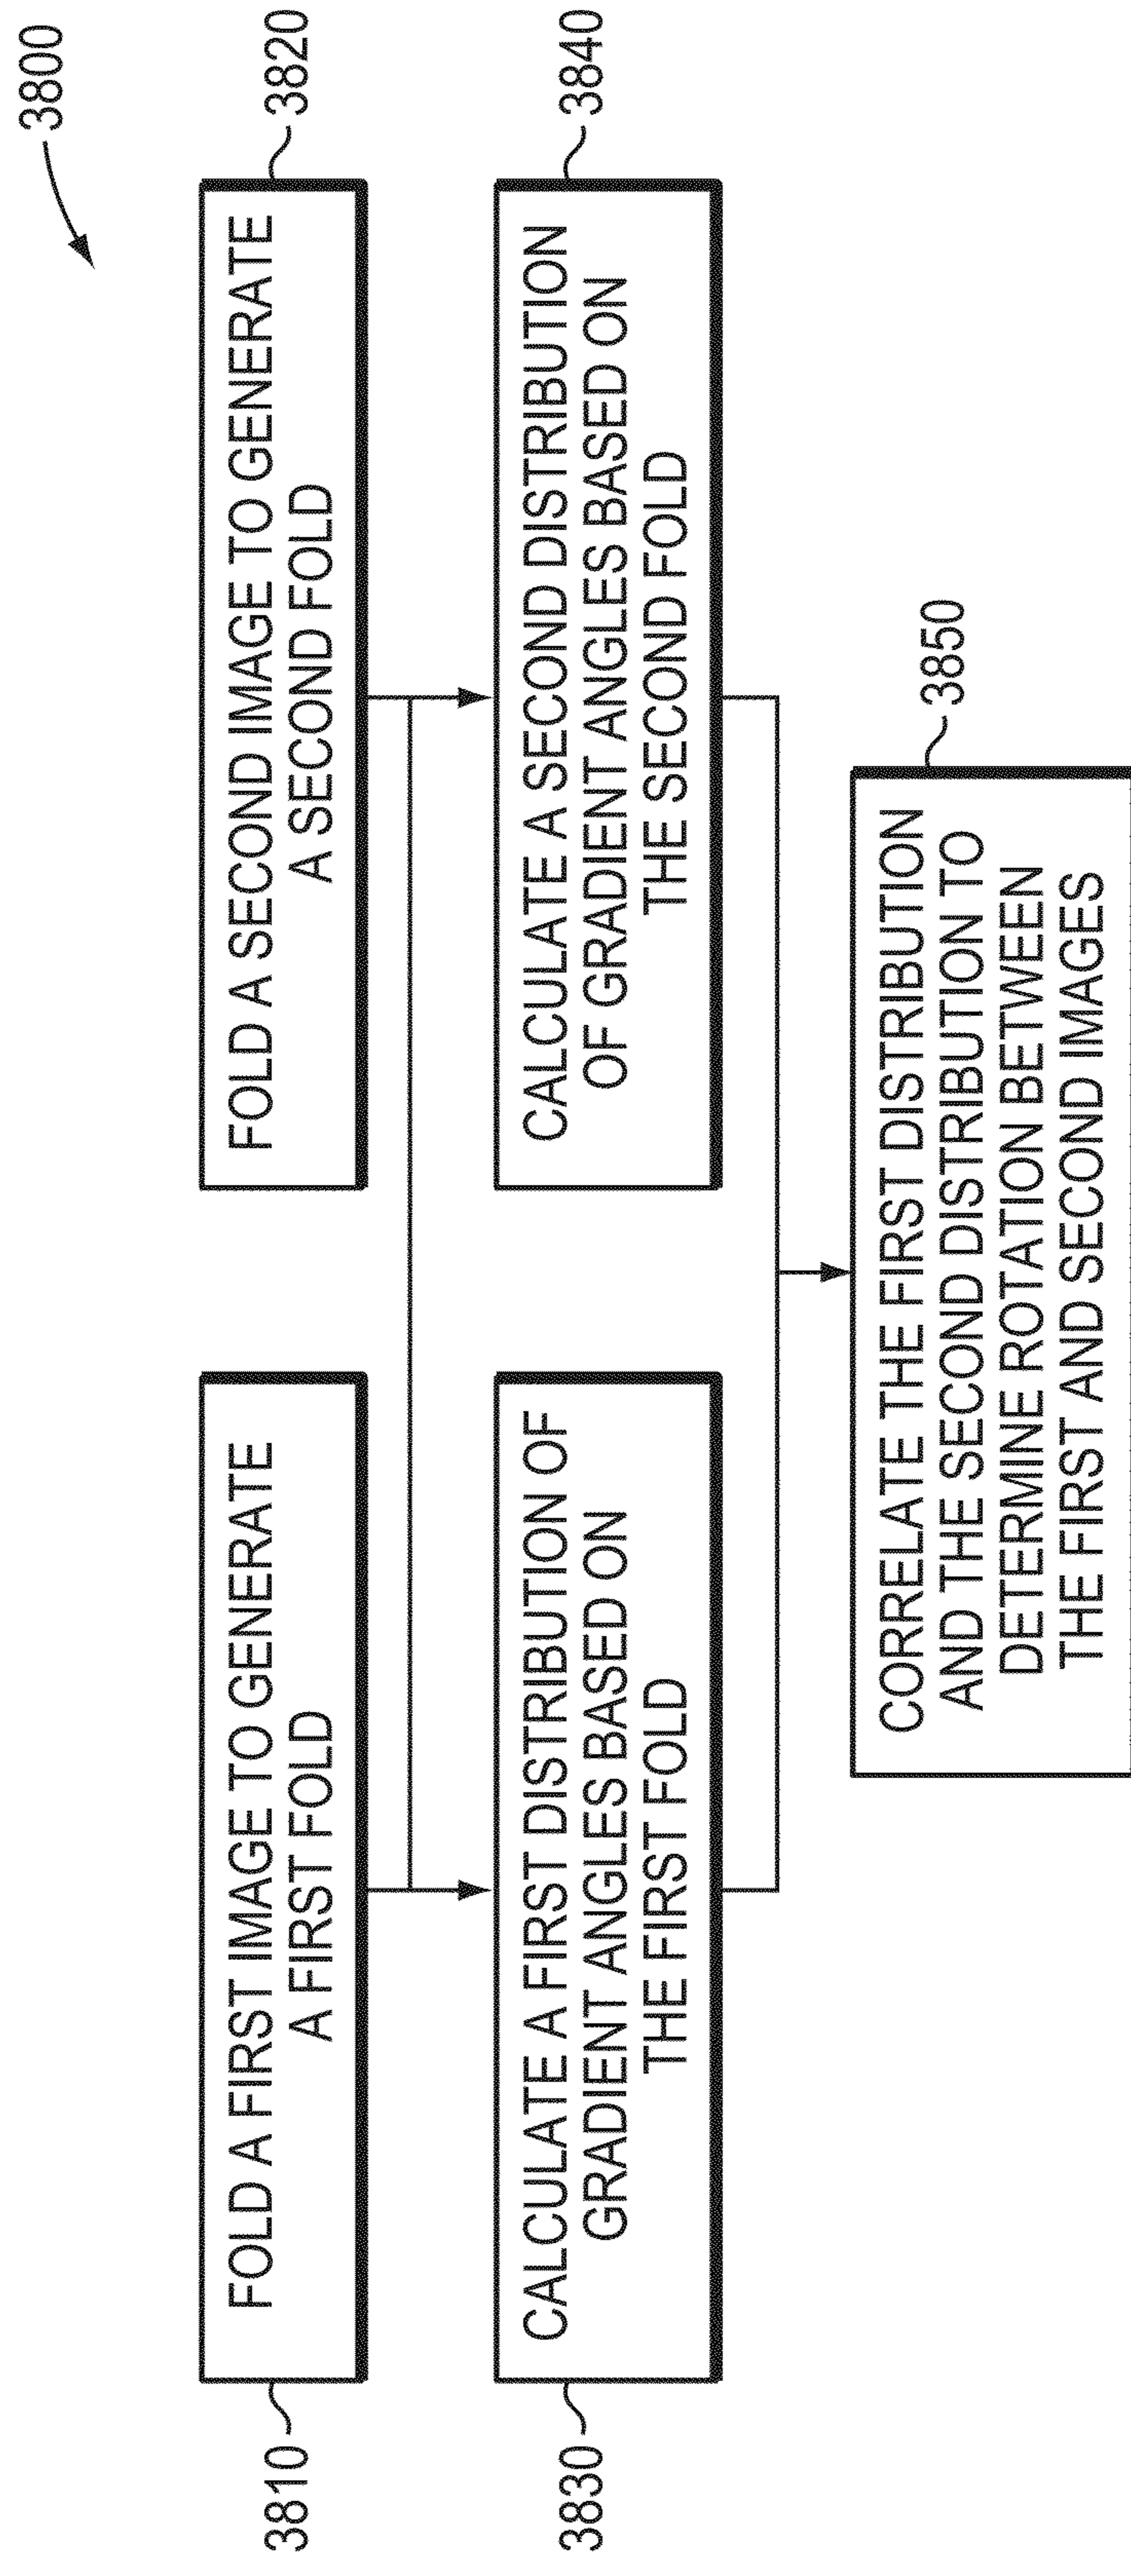 3800
3810
FOLD A FIRST IMAGE TO GENERATE
A FIRST FOLD
FOLD A SECOND IMAGE TO GENERATE
A SECOND FOLD
3820
3830
CALCULATE A FIRST DISTRIBUTION OF
GRADIENT ANGLES BASED ON
THE FIRST FOLD
CALCULATE A SECOND DISTRIBUTION
OF GRADIENT ANGLES BASED ON
THE SECOND FOLD
3840
CORRELATE THE FIRST DISTRIBUTION
AND THE SECOND DISTRIBUTION TO
DETERMINE ROTATION BETWEEN
THE FIRST AND SECOND IMAGES
3850